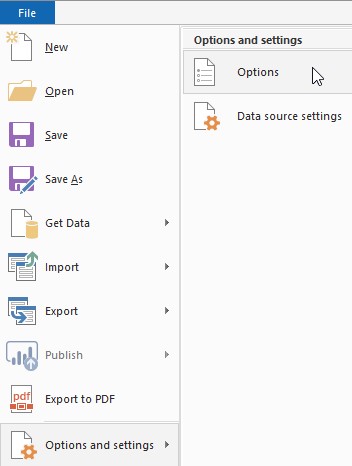 File
New
Open
Save
Save As
Get Data
Import
Export
Publish
pdf
Export to PDF
Options and settings
Options and settings
Options
Data source settings